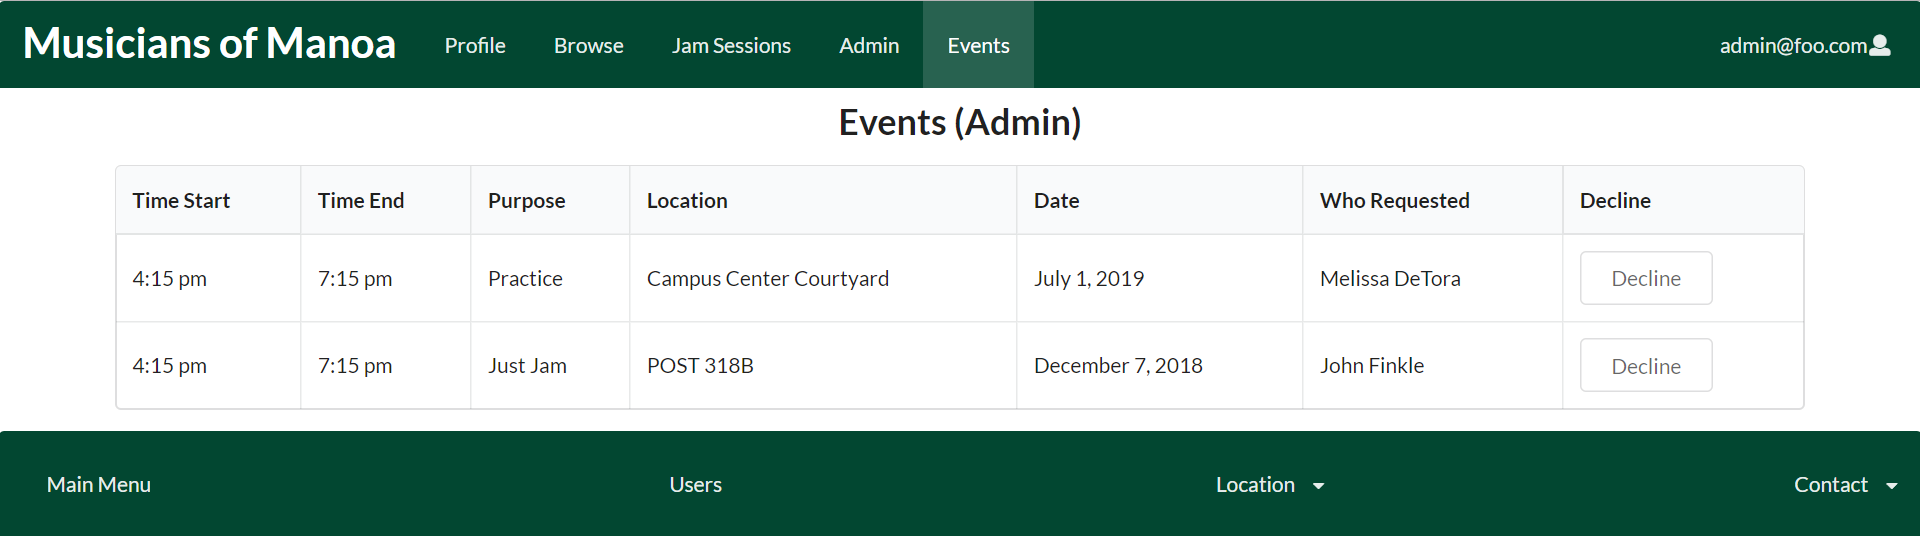 Musicians of Manoa Profile Browse Jam Sessions Admin Events admin@foo.com
Events (Admin)
Time Start Time End Purpose Location Date Who Requested Decline
4:15 pm 7:15 pm Practice Campus Center Courtyard July 1, 2019 Melissa DeTora Decline
4:15 pm 7:15 pm Just Jam POST 318B December 7, 2018 John Finkle Decline
Main Menu Users Location Contact